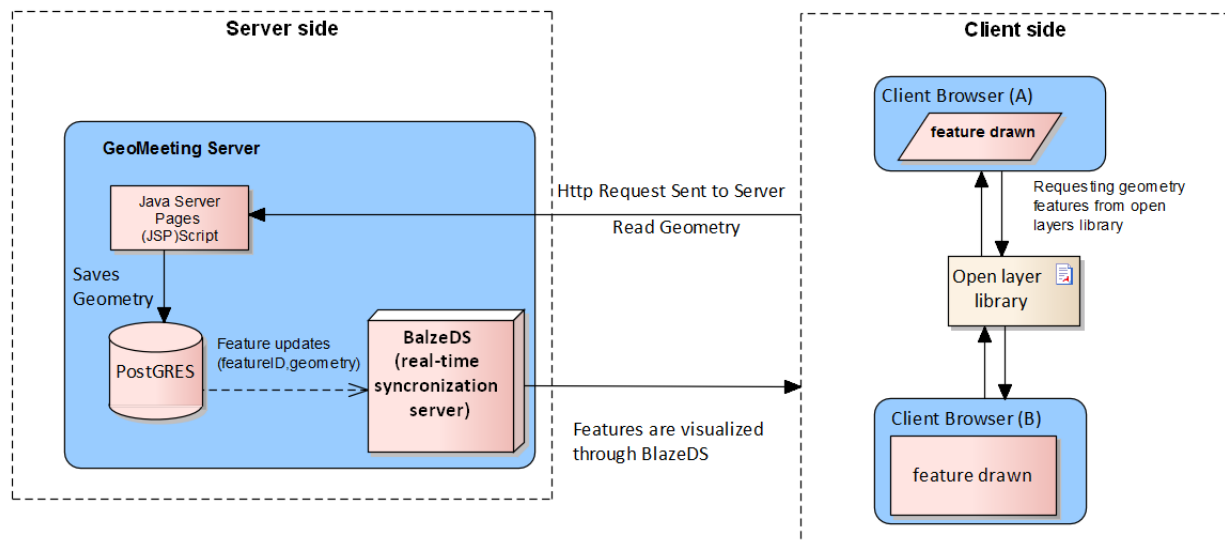 Server side
GeoMeeting Server
Java Server
Pages
(JSP)Script
Saves
Geometry
PostGRES
Feature updates
(featureID,geometry)
BalzeDS
(real-time
syncronization
server)
Http Request Sent to Server
Read Geometry
Features are visualized
through BlazeDS
Client side
Client Browser (A)
feature drawn
Requesting geometry
features from open
layers library
Open layer
library
Client Browser (B)
feature drawn